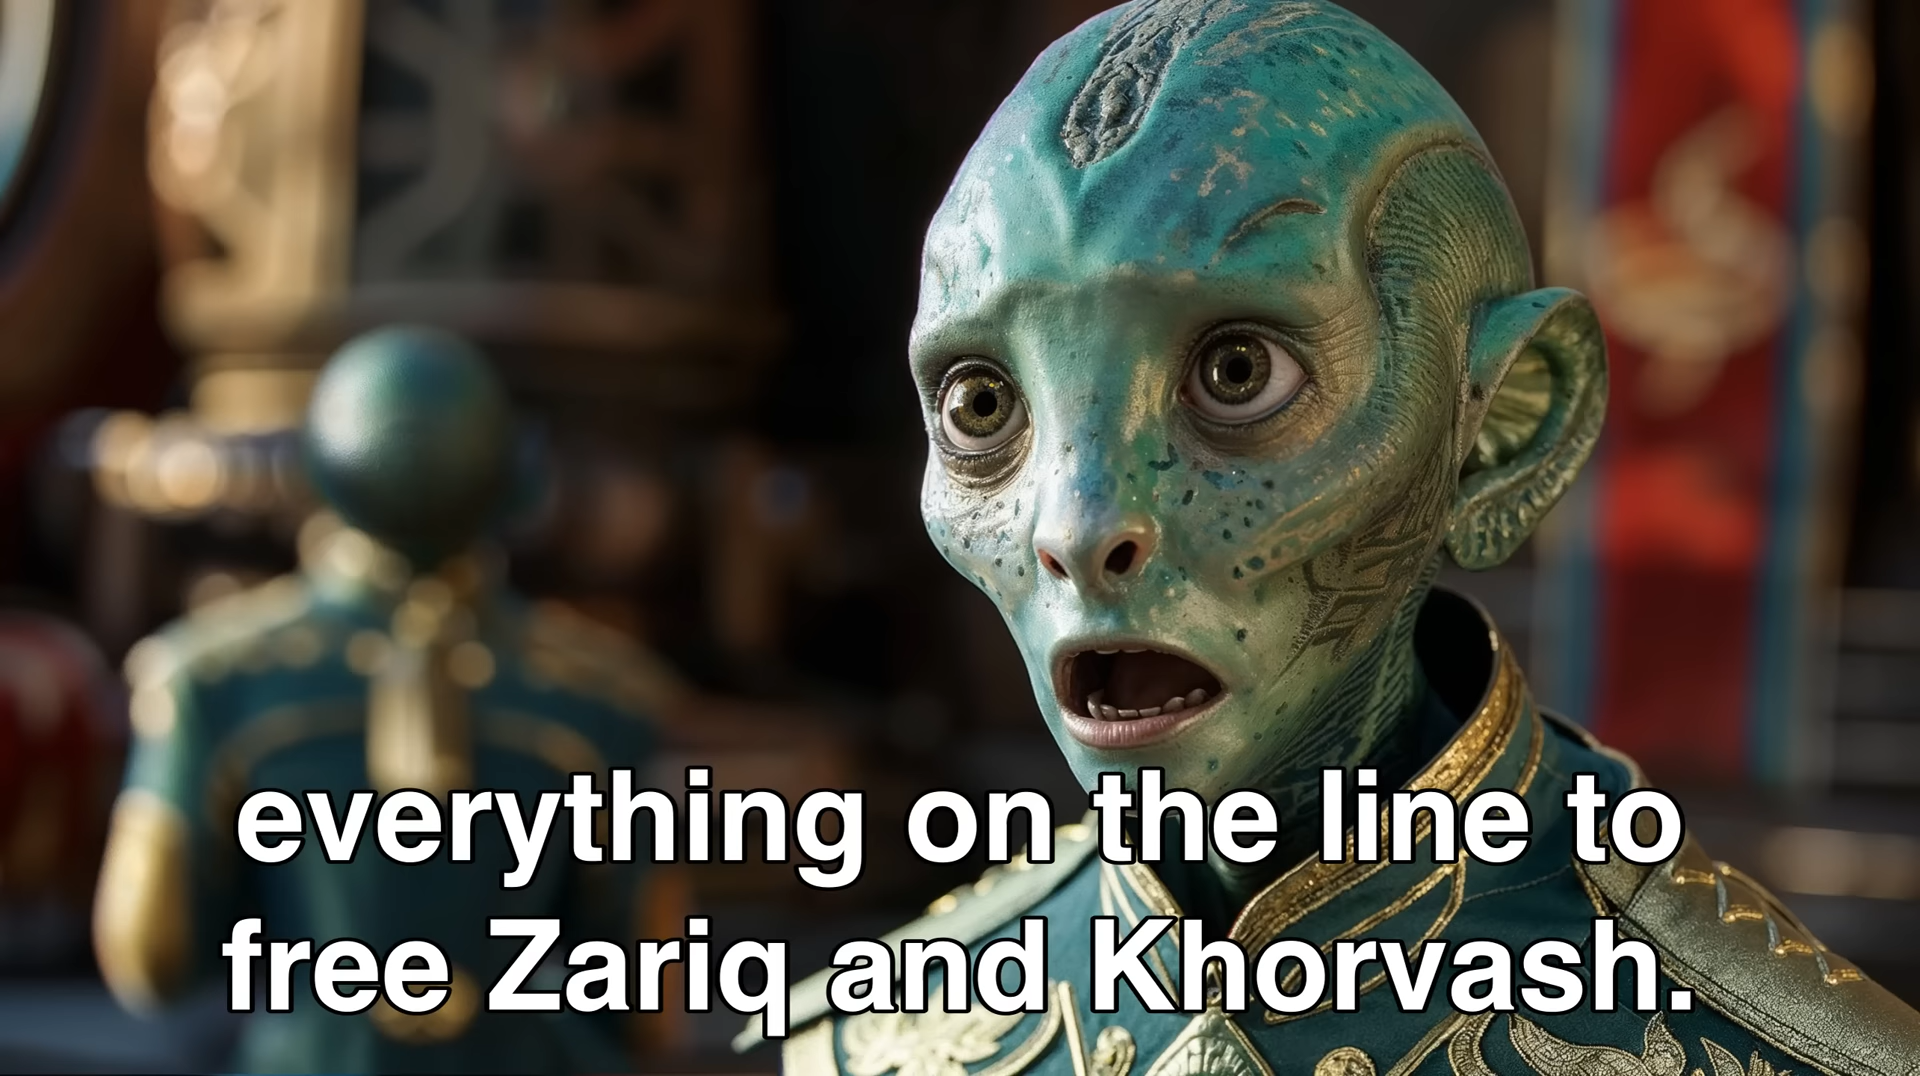 everything on the line to
free Zariq and Khorvash.